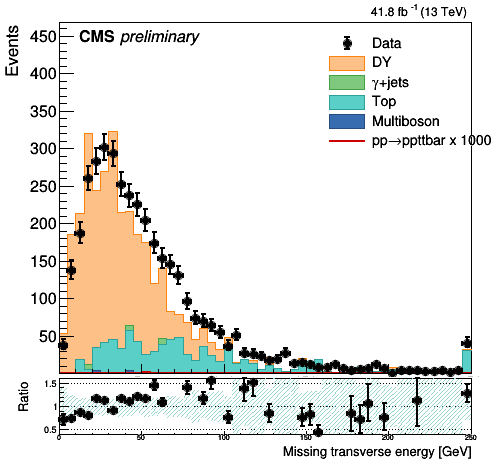 41.8 fb⁻¹ (13 TeV)
CMS preliminary
Events
450
400
350
300
250
200
150
100
50
Data
DY
γ+jets
Top
Multiboson
pp→ppttbar x 1000
Ratio
1.5
1
0.5
0 50 100 150 200 250
Missing transverse energy [GeV]